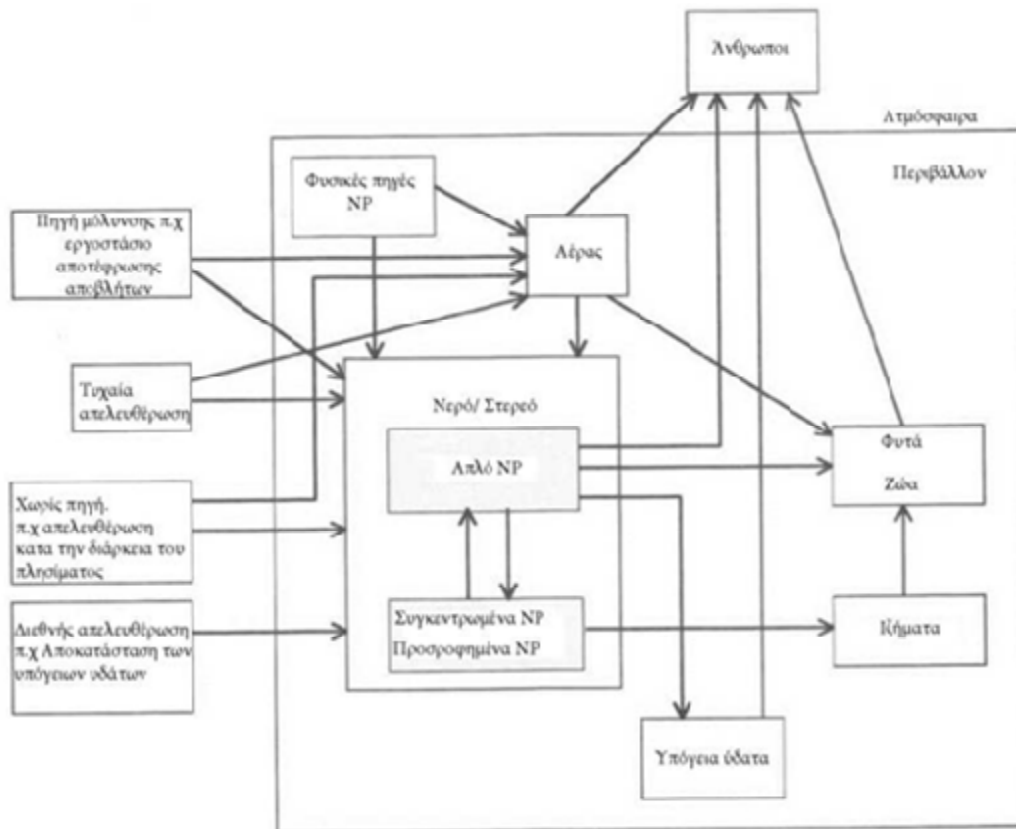 Άνθρωποι
Ατμόσφαιρα
Περιβάλλον
Φυσικές πηγές
NP
Πηγή μόλυνσης π.χ
εργοστάσιο
αποτέφρωσης
αποβλήτων
Αέρας
Τυχαία
απελευθέρωση
Νερό/ Στερεό
Απλό NP
Φυτά
Ζώα
Χωρίς πηγή.
π.χ απελευθέρωση
κατα την διάρκεια του
πλησίματος
Συγκεντρωμένα NP
Προσροφημένα NP
Διεθνής απελευθέρωση
π.χ Αποκατάσταση των
υπόγειων υδάτων
Ιζήματα
Υπόγεια ύδατα